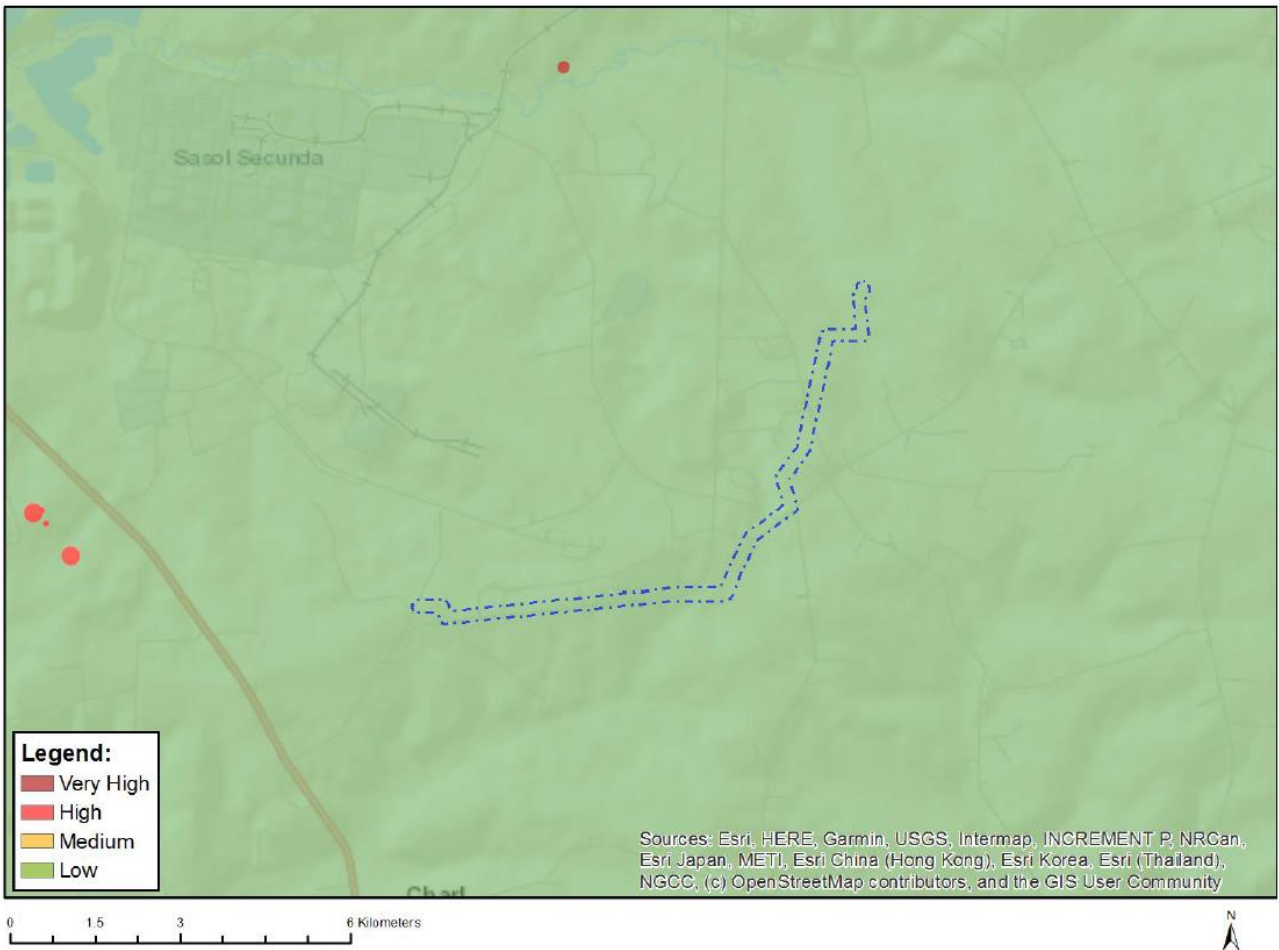 Sasol Secunda
Legend:
Very High
High
Medium
Low
Sources: Esri, HERE, Garmin, USGS, Intermap, INCREMENT P, NRCan,
Esri Japan, METI, Esri China (Hong Kong), Esri Korea, Esri (Thailand),
NGCC, (c) OpenStreetMap contributors, and the GIS User Community
Charl
0 1.5 3 6 Kilometers
N